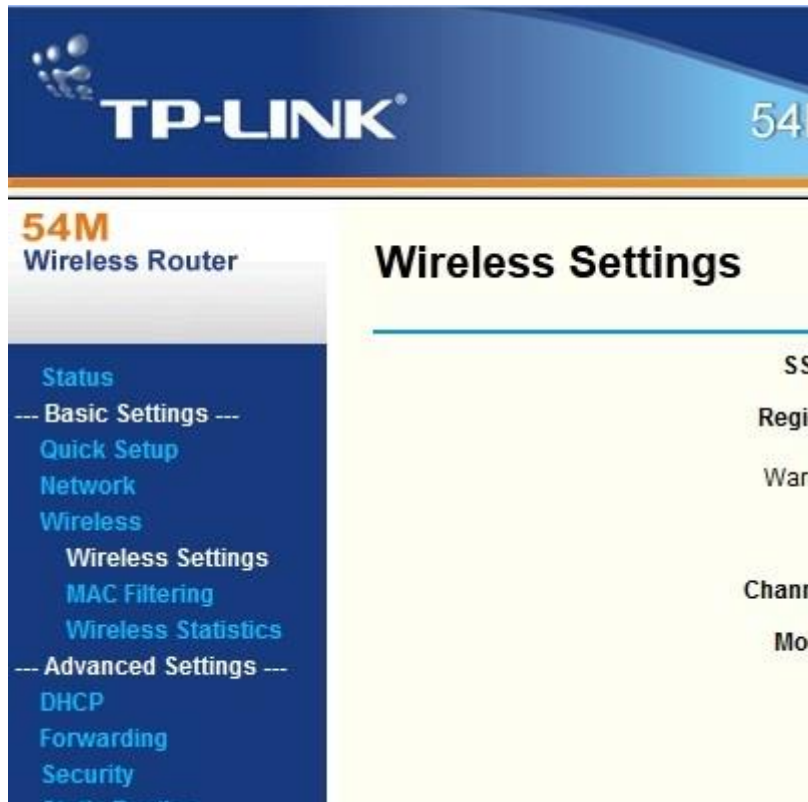 TP-LINK®
54M
Wireless Router
Wireless Settings
Status
--- Basic Settings ---
Quick Setup
Network
Wireless
Wireless Settings
MAC Filtering
Wireless Statistics
--- Advanced Settings ---
DHCP
Forwarding
Security